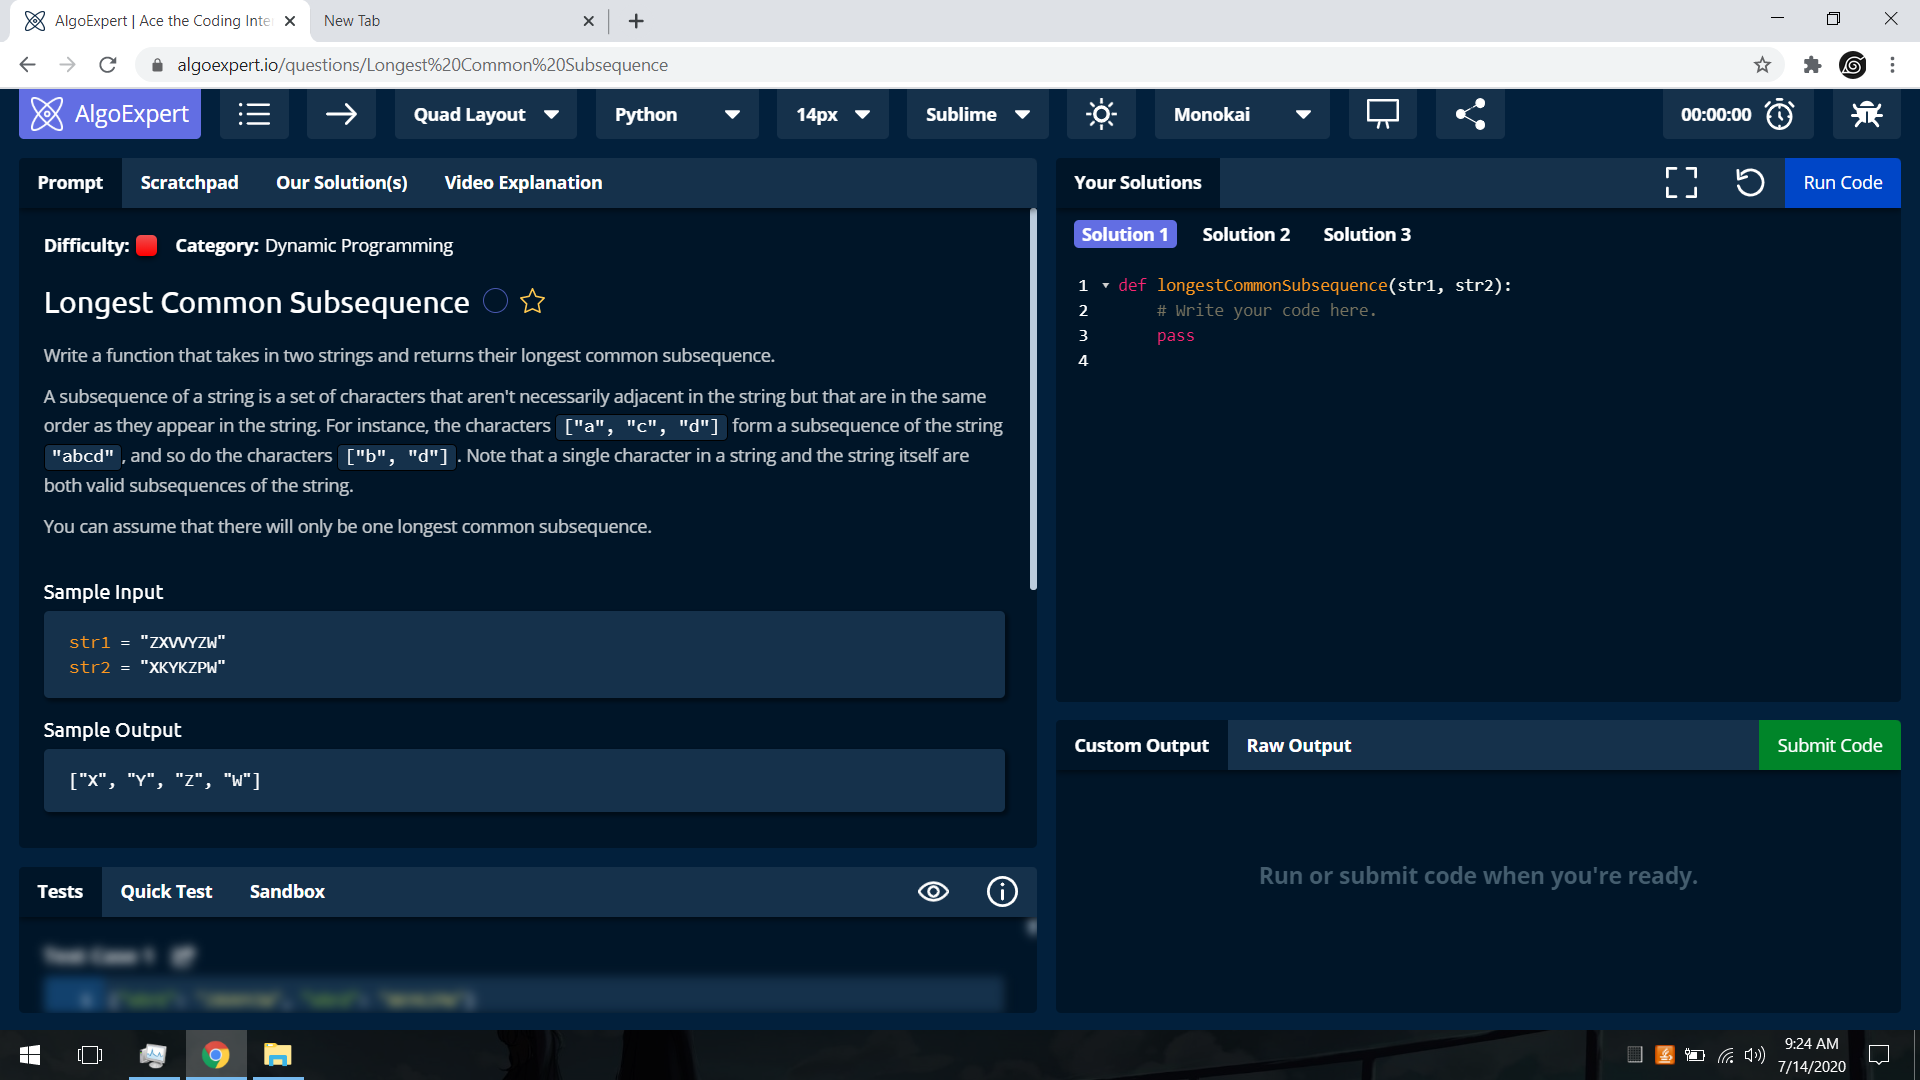 AlgoExpert | Ace the Coding Inte
New Tab
algoexpert.io/questions/Longest%20Common%20Subsequence
AlgoExpert
Quad Layout
Python
14px
Sublime
Monokai
00:00:00
Prompt
Scratchpad
Our Solution(s)
Video Explanation
Difficulty:
Category: Dynamic Programming
Longest Common Subsequence
Write a function that takes in two strings and returns their longest common subsequence.
A subsequence of a string is a set of characters that aren't necessarily adjacent in the string but that are in the same
order as they appear in the string. For instance, the characters ["a", "c", "d"] form a subsequence of the string
"abcd", and so do the characters ["b", "d"]. Note that a single character in a string and the string itself are
both valid subsequences of the string.
You can assume that there will only be one longest common subsequence.
Sample Input
str1 = "ZXVVYZW"
str2 = "XKYKZPW"
Sample Output
["X", "Y", "Z", "W"]
Tests
Quick Test
Sandbox
Test Case 1
Your Solutions
Run Code
Solution 1
Solution 2
Solution 3
1 def longestCommonSubsequence(str1, str2):
2 # Write your code here.
3 pass
4
Custom Output
Raw Output
Submit Code
Run or submit code when you're ready.
9:24 AM
7/14/2020